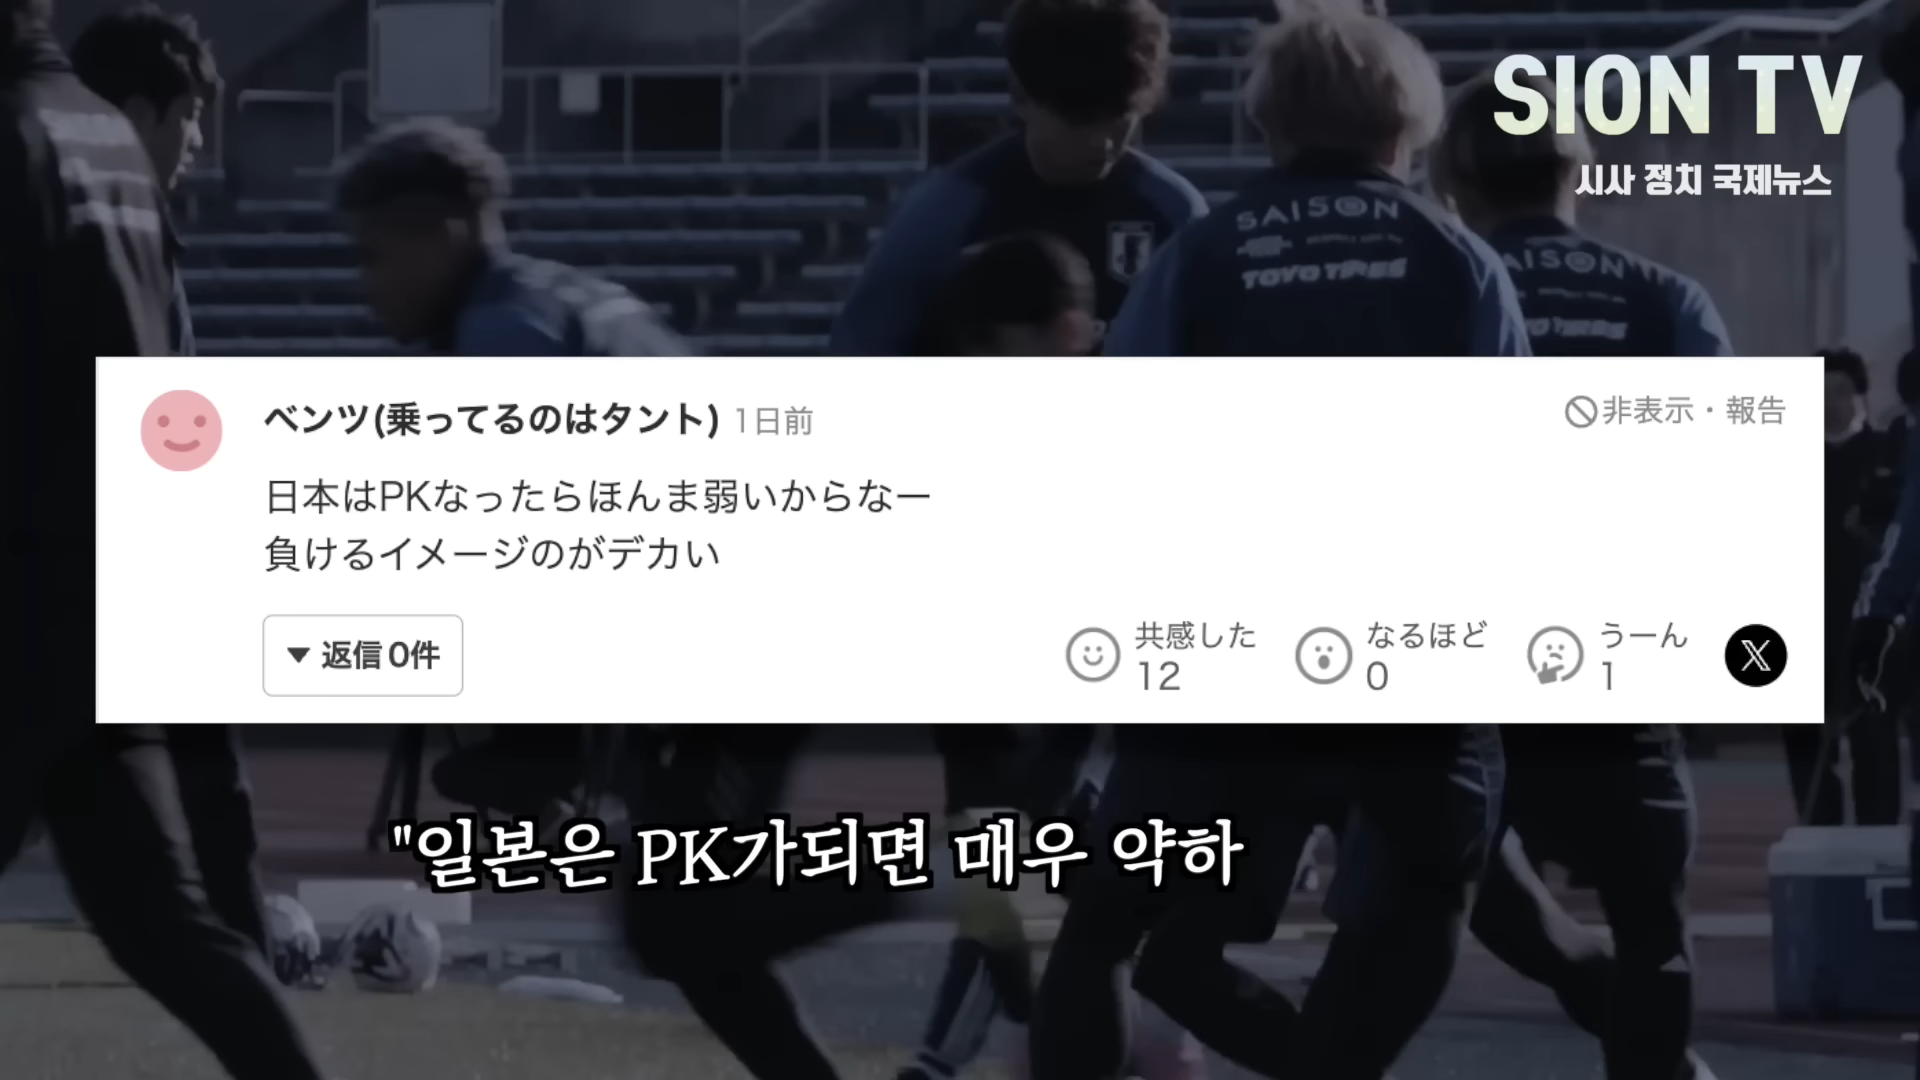 SION TV
시사 정치 국제뉴스
SAISON
TOYO TIRES
AISON
TOYO TIRES
ベンツ(乗ってるのはタント) 1日前
非表示・報告
日本はPKなったらほんま弱いからなー
負けるイメージのがデカい
返信0件
共感した
12
なるほど
0
うーん
1
"일본은 PK가되면 매우 약하